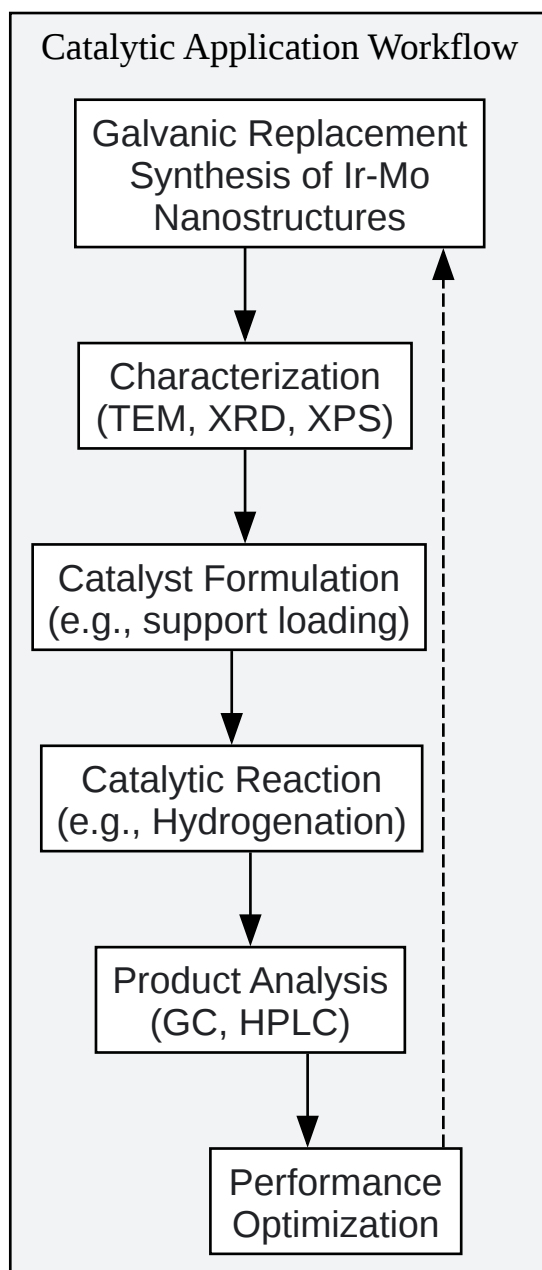 Catalytic Application Workflow
Galvanic Replacement
Synthesis of Ir-Mo
Nanostructures
Characterization
(TEM, XRD, XPS)
Catalyst Formulation
(e.g., support loading)
Catalytic Reaction
(e.g., Hydrogenation)
Product Analysis
(GC, HPLC)
Performance
Optimization